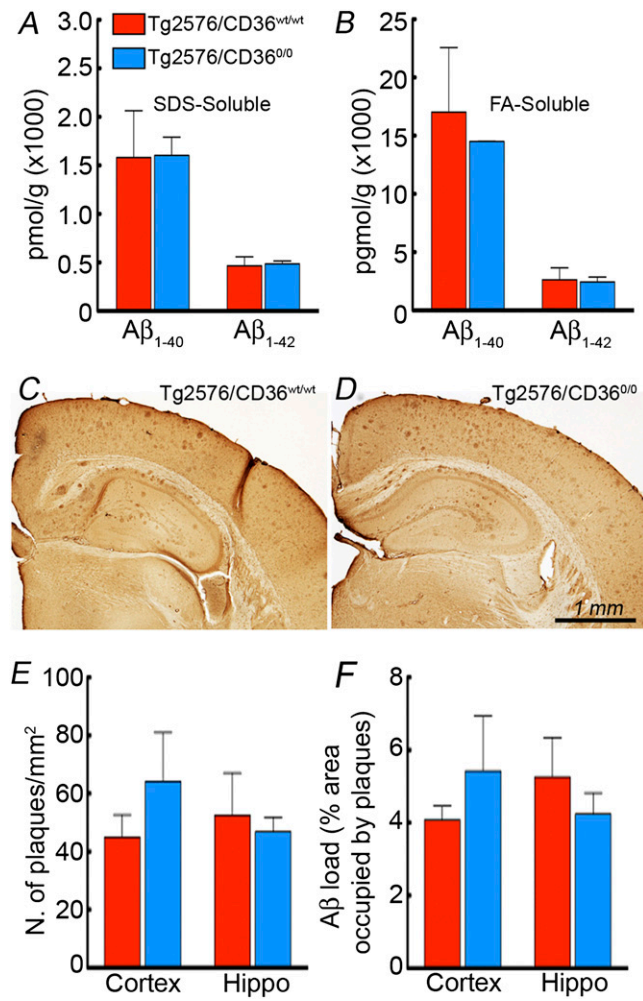 A
Tg2576/CD36wt/wt
Tg2576/CD360/0
SDS-Soluble
pmol/g (x1000)
3.0
2.5
2.0
1.5
1.0
0.5
0
Aβ1-40
Aβ1-42
B
FA-Soluble
pgmol/g (x1000)
25
20
15
10
5
0
Aβ1-40
Aβ1-42
C
Tg2576/CD36wt/wt
D
Tg2576/CD360/0
1 mm
E
N. of plaques/mm2
100
80
60
40
20
0
Cortex
Hippo
F
Aβ load (% area
occupied by plaques)
8
6
4
2
0
Cortex
Hippo